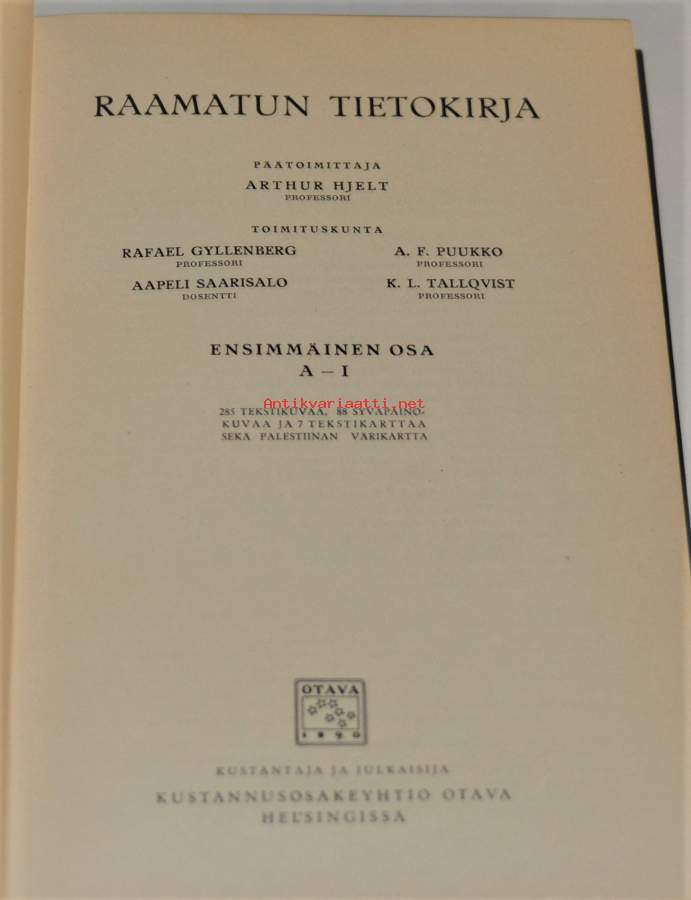 RAAMATUN TIETOKIRJA
PÄÄTOIMITTAJA
ARTHUR HJELT
PROFESSORI
TOIMITUSKUNTA
RAFAEL GYLLENBERG
PROFESSORI
A. F. PUUKKO
PROFESSORI
AAPELI SAARISALO
DOSENTTI
K. L. TALLQVIST
PROFESSORI
ENSIMMÄINEN OSA
A – I
Antikvariaatti.net
285 TEKSTIKUVAA, 88 SYVÄPAINO-
KUVAA JA 7 TEKSTIKARTTAA
SEKÄ PALESTIINAN VÄRIKARTTA
OTAVA
1890
KUSTANTAJA JA JULKAISIJA
KUSTANNUSOSAKEYHTIÖ OTAVA
HELSINGISSÄ